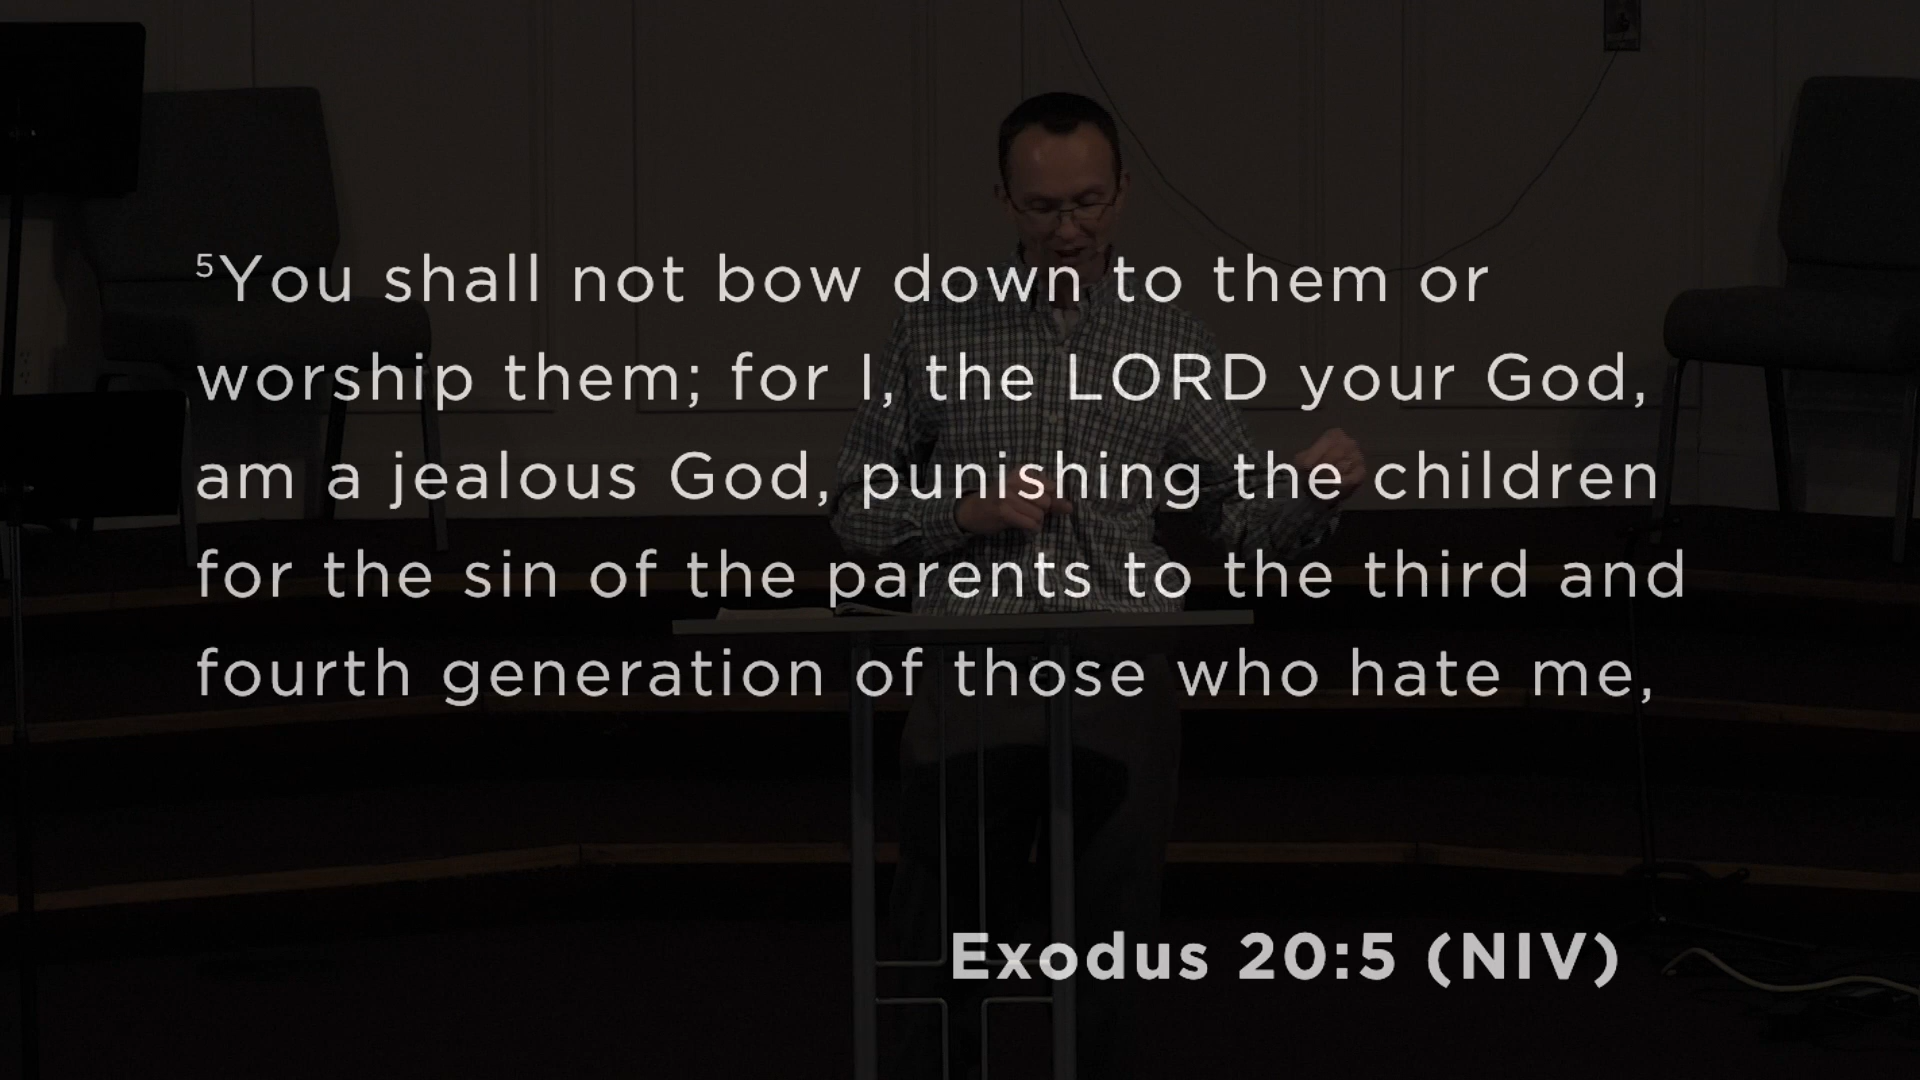 ⁵You shall not bow down to them or
worship them; for I, the LORD your God,
am a jealous God, punishing the children
for the sin of the parents to the third and
fourth generation of those who hate me,
Exodus 20:5 (NIV)